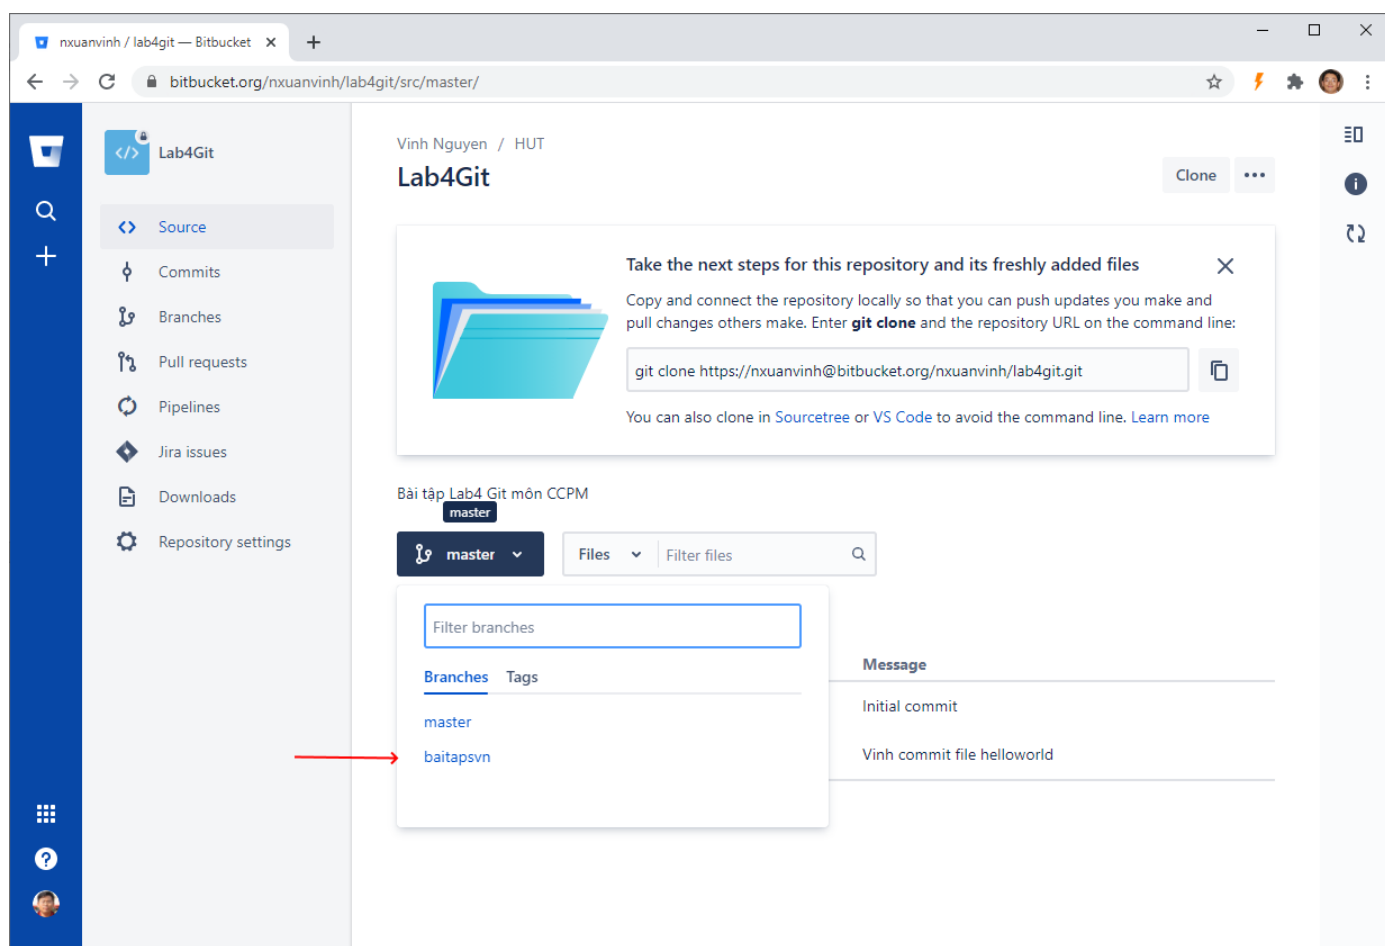 nxuanvinh / lab4git — Bitbucket
bitbucket.org/nxuanvinh/lab4git/src/master/
Lab4Git
Source
Commits
Branches
Pull requests
Pipelines
Jira issues
Downloads
Repository settings
Vinh Nguyen / HUT
Lab4Git
Clone
Take the next steps for this repository and its freshly added files
Copy and connect the repository locally so that you can push updates you make and
pull changes others make. Enter git clone and the repository URL on the command line:
git clone https://nxuanvinh@bitbucket.org/nxuanvinh/lab4git.git
You can also clone in Sourcetree or VS Code to avoid the command line. Learn more
Bài tập Lab4 Git môn CCPM
master
master
Files
Filter files
Filter branches
Branches Tags
master
baitapsvn
Message
Initial commit
Vinh commit file helloworld